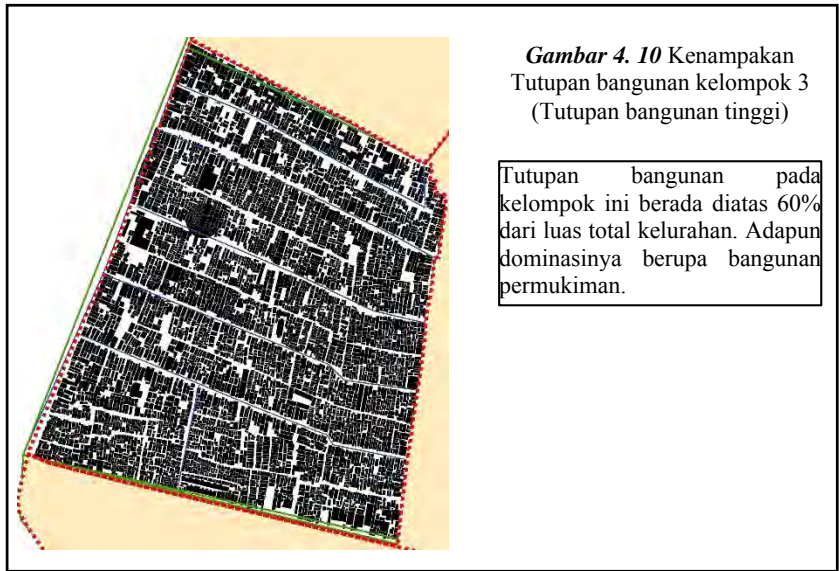 Gambar 4. 10 Kenampakan
Tutupan bangunan kelompok 3
(Tutupan bangunan tinggi)
Tutupan bangunan pada
kelompok ini berada diatas 60%
dari luas total kelurahan. Adapun
dominasinya berupa bangunan
permukiman.